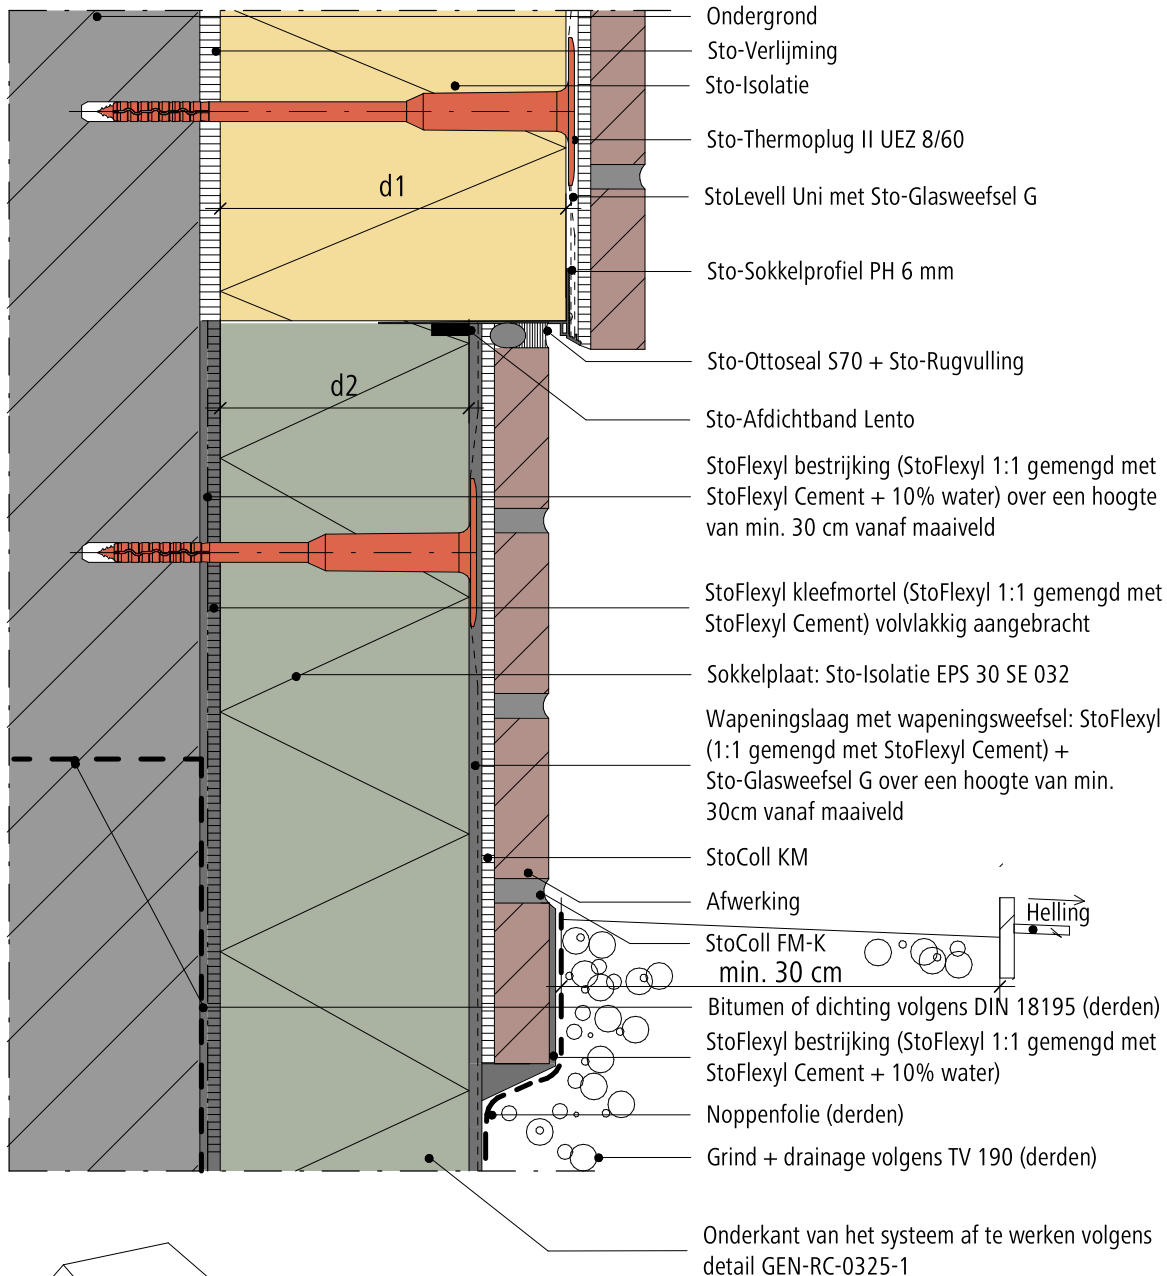 Ondergrond
Sto-Verlijming
Sto-Isolatie
Sto-Thermoplug II UEZ 8/60
d1
StoLevell Uni met Sto-Glasweefsel G
Sto-Sokkelprofiel PH 6 mm
Sto-Ottoseal S70 + Sto-Rugvulling
d2
Sto-Afdichtband Lento
StoFlexyl bestrijking (StoFlexyl 1:1 gemengd met
StoFlexyl Cement + 10% water) over een hoogte
van min. 30 cm vanaf maaiveld
StoFlexyl kleefmortel (StoFlexyl 1:1 gemengd met
StoFlexyl Cement) volvlakkig aangebracht
Sokkelplaat: Sto-Isolatie EPS 30 SE 032
Wapeningslaag met wapeningsweefsel: StoFlexyl
(1:1 gemengd met StoFlexyl Cement) +
Sto-Glasweefsel G over een hoogte van min.
30cm vanaf maaiveld
StoColl KM
Afwerking
Helling
StoColl FM-K
min. 30 cm
Bitumen of dichting volgens DIN 18195 (derden)
StoFlexyl bestrijking (StoFlexyl 1:1 gemengd met
StoFlexyl Cement + 10% water)
Noppenfolie (derden)
Grind + drainage volgens TV 190 (derden)
Onderkant van het systeem af te werken volgens
detail GEN-RC-0325-1